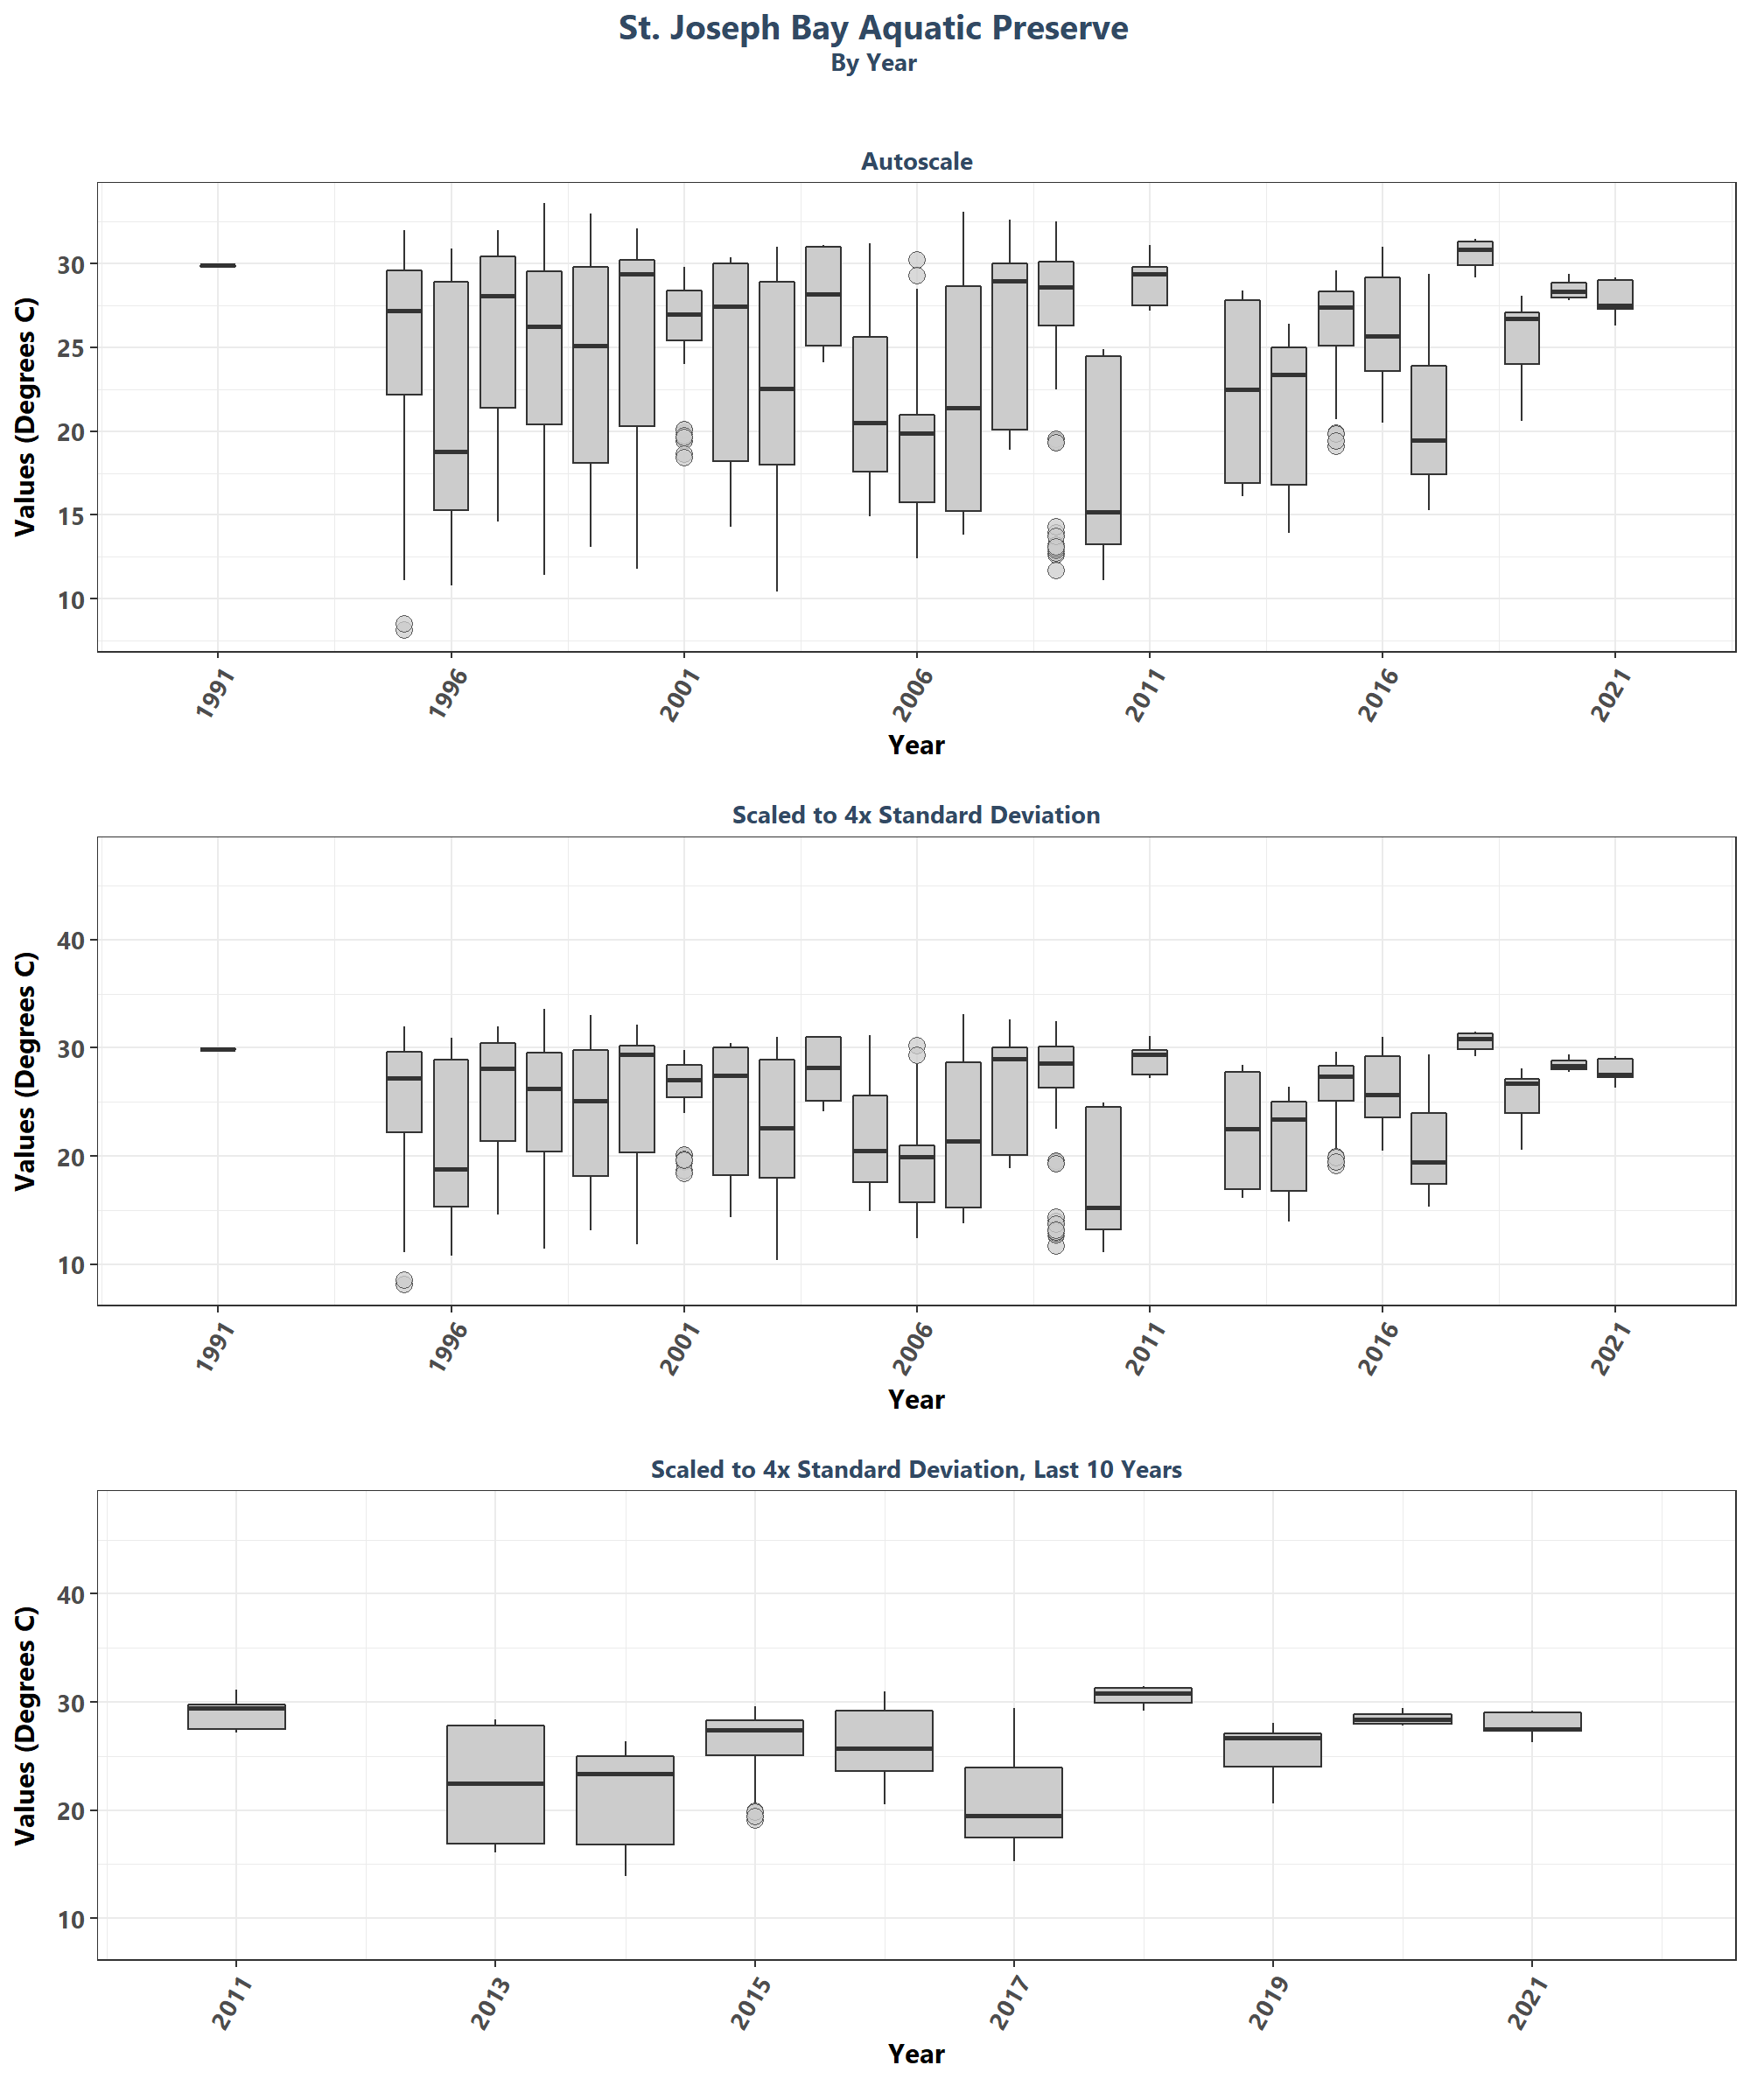 St. Joseph Bay Aquatic Preserve
By Year
Autoscale
Values (Degrees C)
30
25
20
15
10
1991 1996 2001 2006 2011 2016 2021
Year
Scaled to 4x Standard Deviation
Values (Degrees C)
40
30
20
10
1991 1996 2001 2006 2011 2016 2021
Year
Scaled to 4x Standard Deviation, Last 10 Years
Values (Degrees C)
40
30
20
10
2011 2013 2015 2017 2019 2021
Year